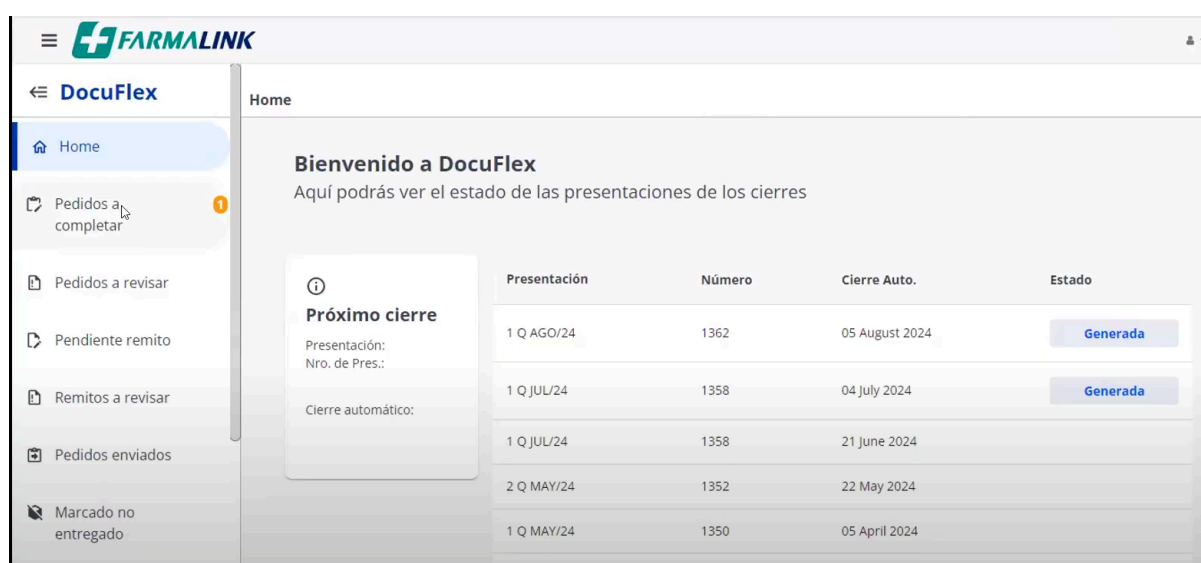 FARMALINK
DocuFlex
Home
Home
Pedidos a
completar
1
Pedidos a revisar
Pendiente remito
Remitos a revisar
Pedidos enviados
Marcado no
entregado
Bienvenido a DocuFlex
Aquí podrás ver el estado de las presentaciones de los cierres
Próximo cierre
Presentación:
Nro. de Pres.:
Cierre automático:
Presentación Número Cierre Auto. Estado
1 Q AGO/24 1362 05 August 2024 Generada
1 Q JUL/24 1358 04 July 2024 Generada
1 Q JUL/24 1358 21 June 2024
2 Q MAY/24 1352 22 May 2024
1 Q MAY/24 1350 05 April 2024